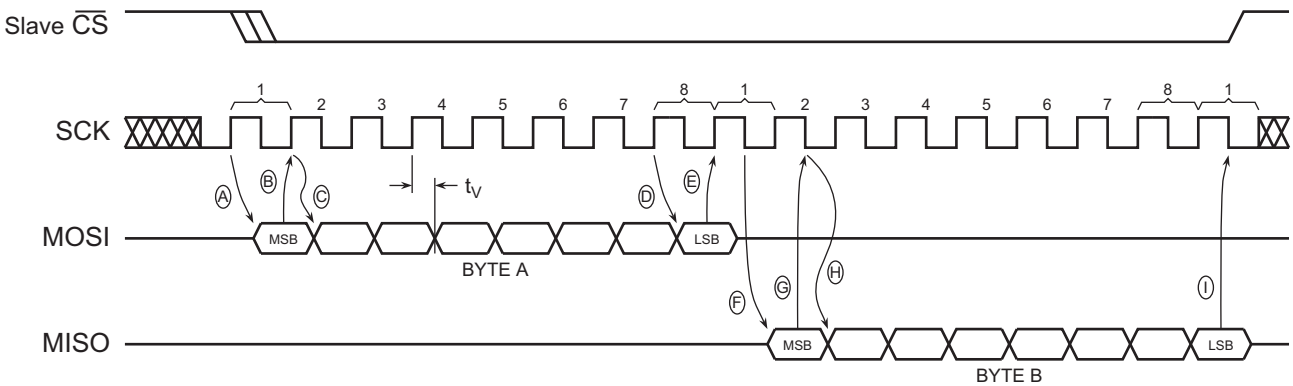 Slave CS
1 2 3 4 5 6 7 8 1 2 3 4 5 6 7 8 1
SCK
A B C tV D E
MOSI MSB LSB
BYTE A
F G H I
MISO MSB LSB
BYTE B